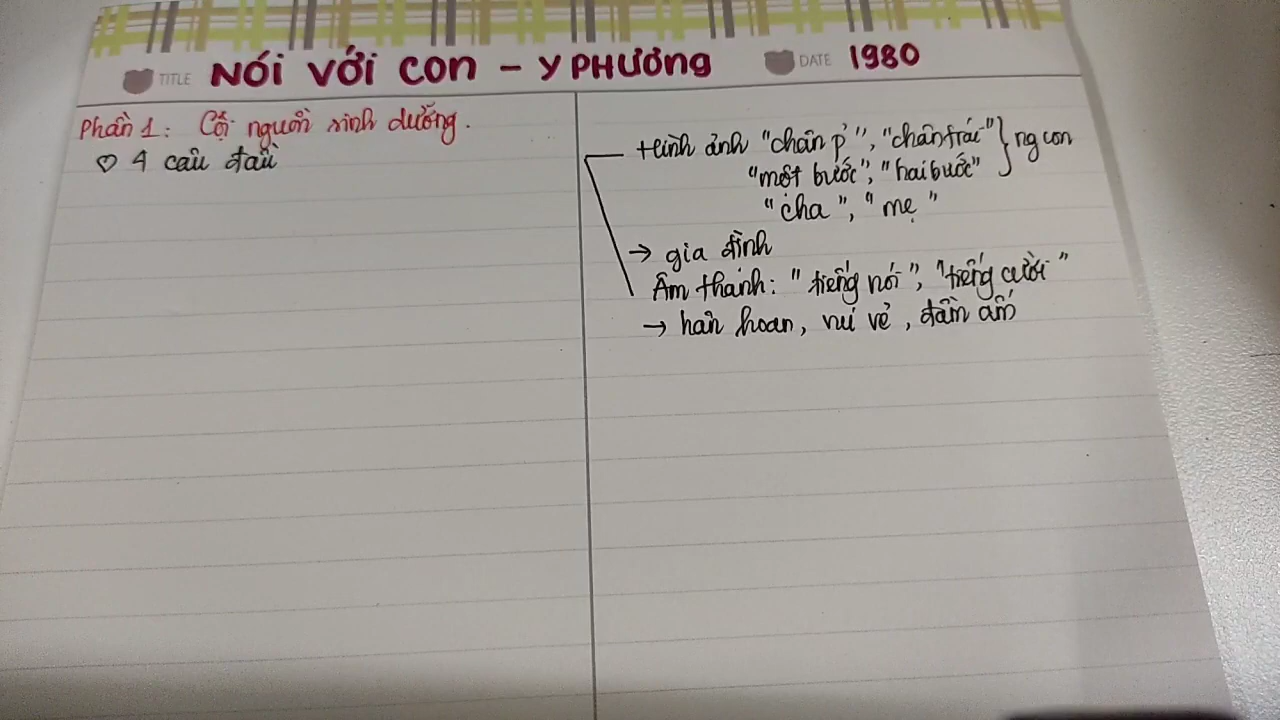 TITLE NÓI VỚI CON - Y PHƯƠNG DATE 1980
Phần 1: Cội nguồn sinh dưỡng.
♡ 4 câu đầu
Hình ảnh "chân p'", "chân trái" } ng con
"một bước", "hai bước"
"cha", "mẹ"
→ gia đình
Âm thanh: "tiếng nói", "tiếng cười"
→ hân hoan, vui vẻ, đầm ấm